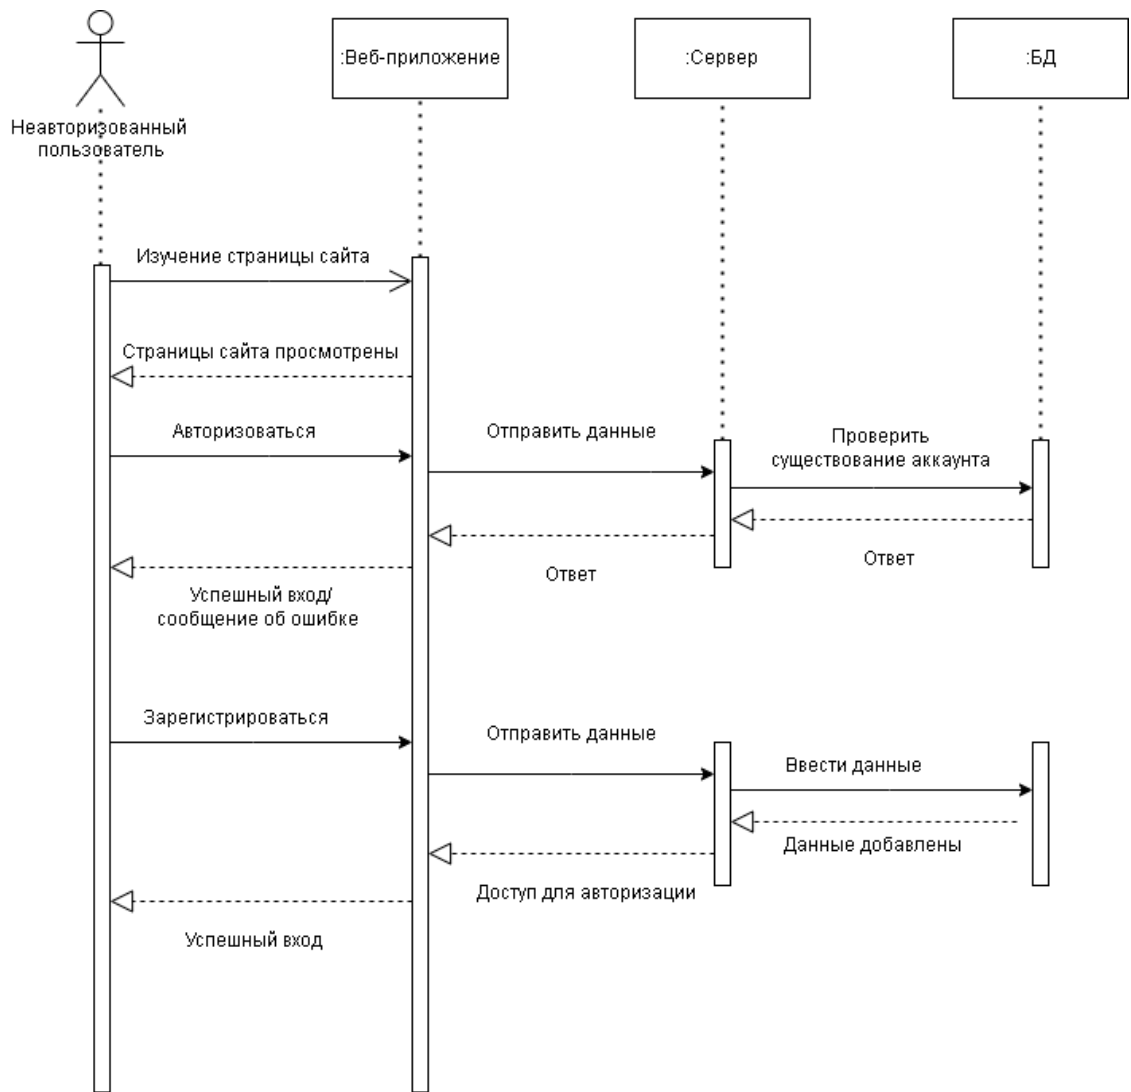 :Веб-приложение
:Сервер
:БД
Неавторизованный
пользователь
Изучение страницы сайта
Страницы сайта просмотрены
Авторизоваться
Отправить данные
Проверить
существование аккаунта
Ответ
Ответ
Успешный вход/
сообщение об ошибке
Зарегистрироваться
Отправить данные
Ввести данные
Данные добавлены
Доступ для авторизации
Успешный вход